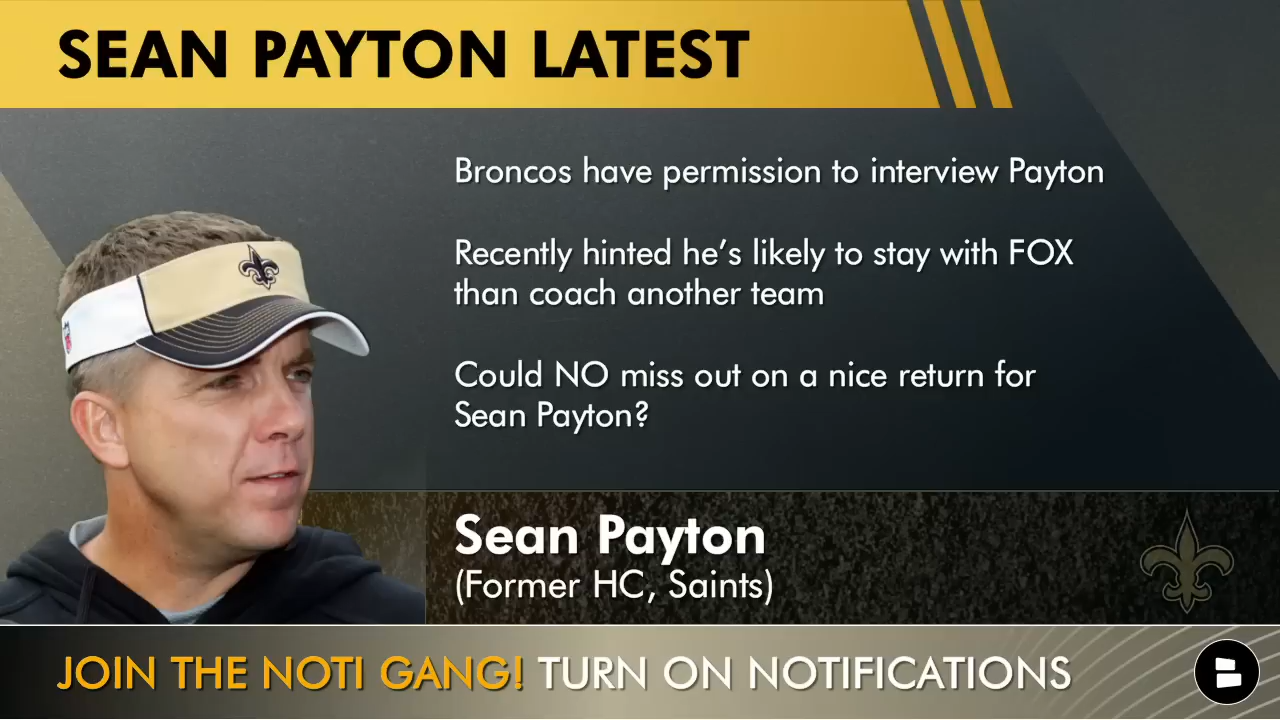 SEAN PAYTON LATEST
Broncos have permission to interview Payton
Recently hinted he's likely to stay with FOX
than coach another team
Could NO miss out on a nice return for
Sean Payton?
Sean Payton
(Former HC, Saints)
JOIN THE NOTI GANG! TURN ON NOTIFICATIONS